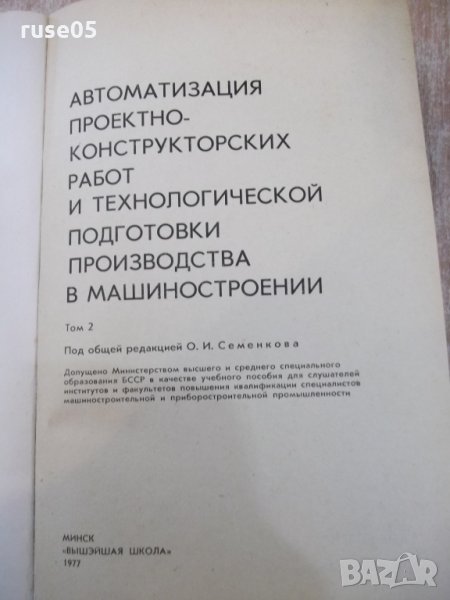 ruse05
АВТОМАТИЗАЦИЯ
ПРОЕКТНО-
КОНСТРУКТОРСКИХ
РАБОТ
И ТЕХНОЛОГИЧЕСКОЙ
ПОДГОТОВКИ
ПРОИЗВОДСТВА
В МАШИНОСТРОЕНИИ
Том 2
Под общей редакцией О. И. Семенкова
Допущено Министерством высшего и среднего специального
образования БССР в качестве учебного пособия для слушателей
институтов и факультетов повышения квалификации специалистов
машиностроительной и приборостроительной промышленности
МИНСК
«ВЫШЭЙШАЯ ШКОЛА»
1977
BAZAR
.bg